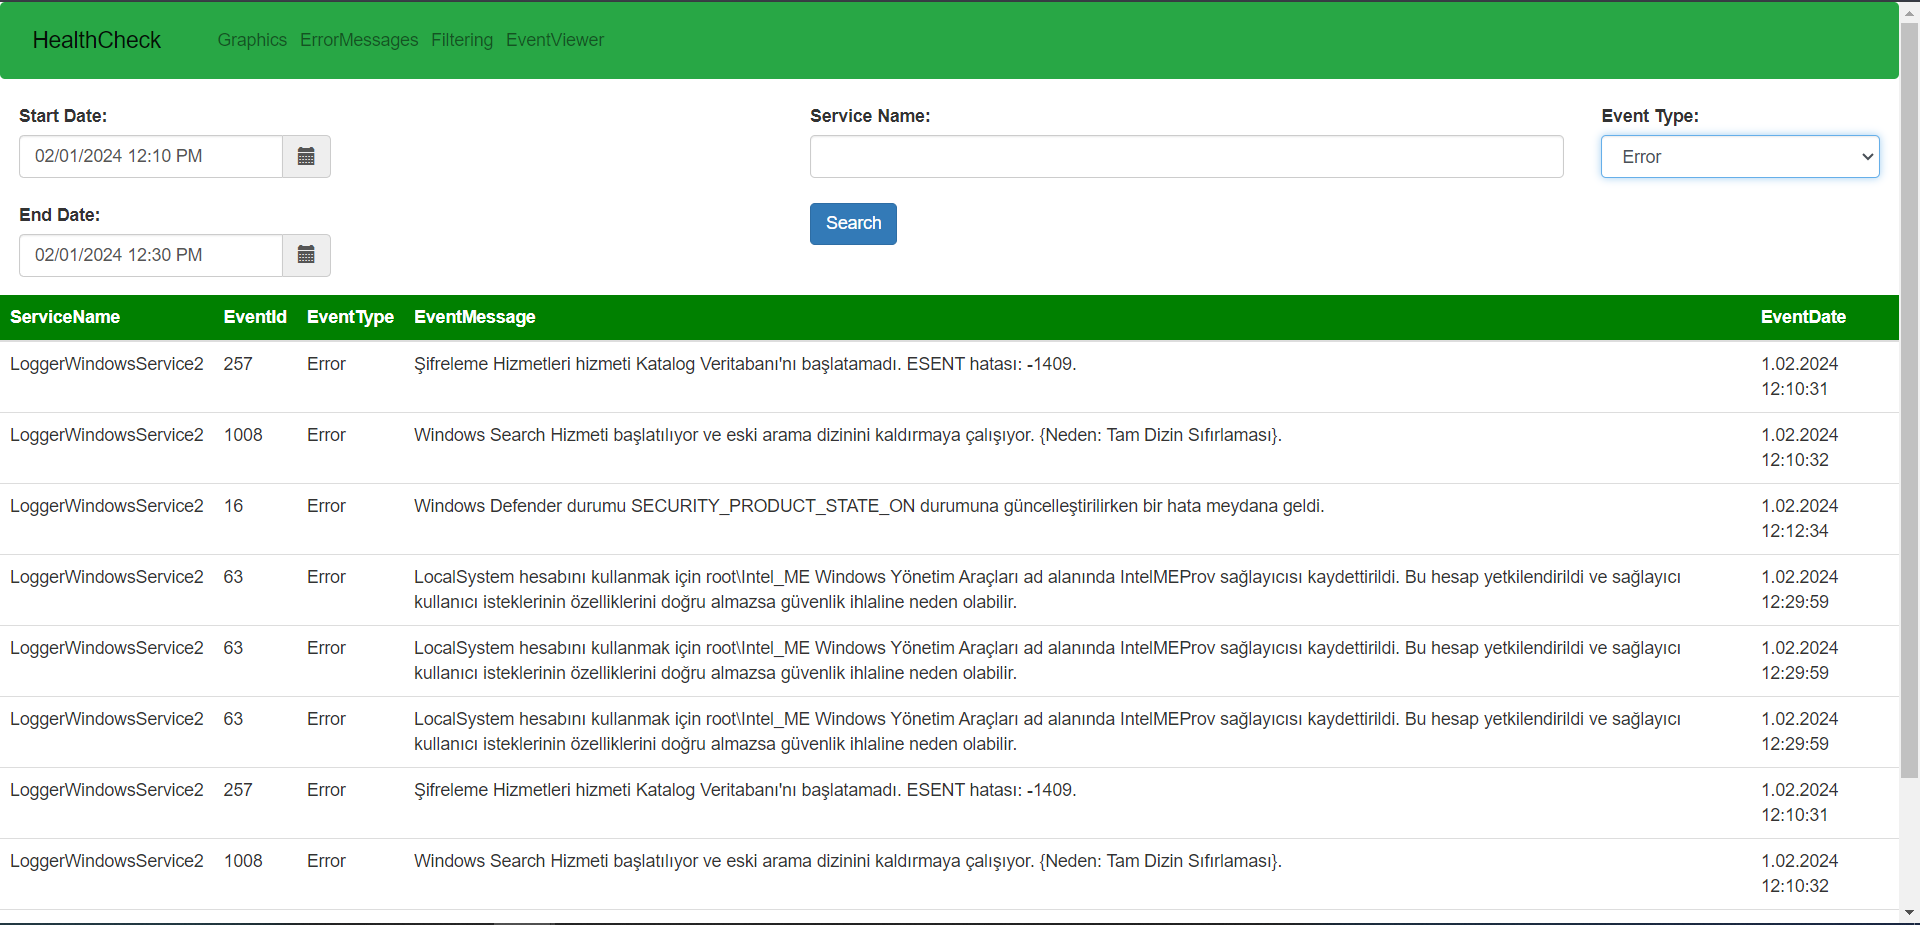 HealthCheck Graphics ErrorMessages Filtering EventViewer
Start Date: Service Name: Event Type:
02/01/2024 12:10 PM Error
End Date: Search
02/01/2024 12:30 PM
ServiceName EventId EventType EventMessage EventDate
LoggerWindowsService2 257 Error Şifreleme Hizmetleri hizmeti Katalog Veritabanı'nı başlatamadı. ESENT hatası: -1409. 1.02.2024
12:10:31
LoggerWindowsService2 1008 Error Windows Search Hizmeti başlatılıyor ve eski arama dizinini kaldırmaya çalışıyor. {Neden: Tam Dizin Sıfırlaması}. 1.02.2024
12:10:32
LoggerWindowsService2 16 Error Windows Defender durumu SECURITY_PRODUCT_STATE_ON durumuna güncelleştirilirken bir hata meydana geldi. 1.02.2024
12:12:34
LoggerWindowsService2 63 Error LocalSystem hesabını kullanmak için root\Intel_ME Windows Yönetim Araçları ad alanında IntelMEProv sağlayıcısı kaydettirildi. Bu hesap yetkilendirildi ve sağlayıcı 1.02.2024
kullanıcı isteklerinin özelliklerini doğru almazsa güvenlik ihlaline neden olabilir. 12:29:59
LoggerWindowsService2 63 Error LocalSystem hesabını kullanmak için root\Intel_ME Windows Yönetim Araçları ad alanında IntelMEProv sağlayıcısı kaydettirildi. Bu hesap yetkilendirildi ve sağlayıcı 1.02.2024
kullanıcı isteklerinin özelliklerini doğru almazsa güvenlik ihlaline neden olabilir. 12:29:59
LoggerWindowsService2 63 Error LocalSystem hesabını kullanmak için root\Intel_ME Windows Yönetim Araçları ad alanında IntelMEProv sağlayıcısı kaydettirildi. Bu hesap yetkilendirildi ve sağlayıcı 1.02.2024
kullanıcı isteklerinin özelliklerini doğru almazsa güvenlik ihlaline neden olabilir. 12:29:59
LoggerWindowsService2 257 Error Şifreleme Hizmetleri hizmeti Katalog Veritabanı'nı başlatamadı. ESENT hatası: -1409. 1.02.2024
12:10:31
LoggerWindowsService2 1008 Error Windows Search Hizmeti başlatılıyor ve eski arama dizinini kaldırmaya çalışıyor. {Neden: Tam Dizin Sıfırlaması}. 1.02.2024
12:10:32